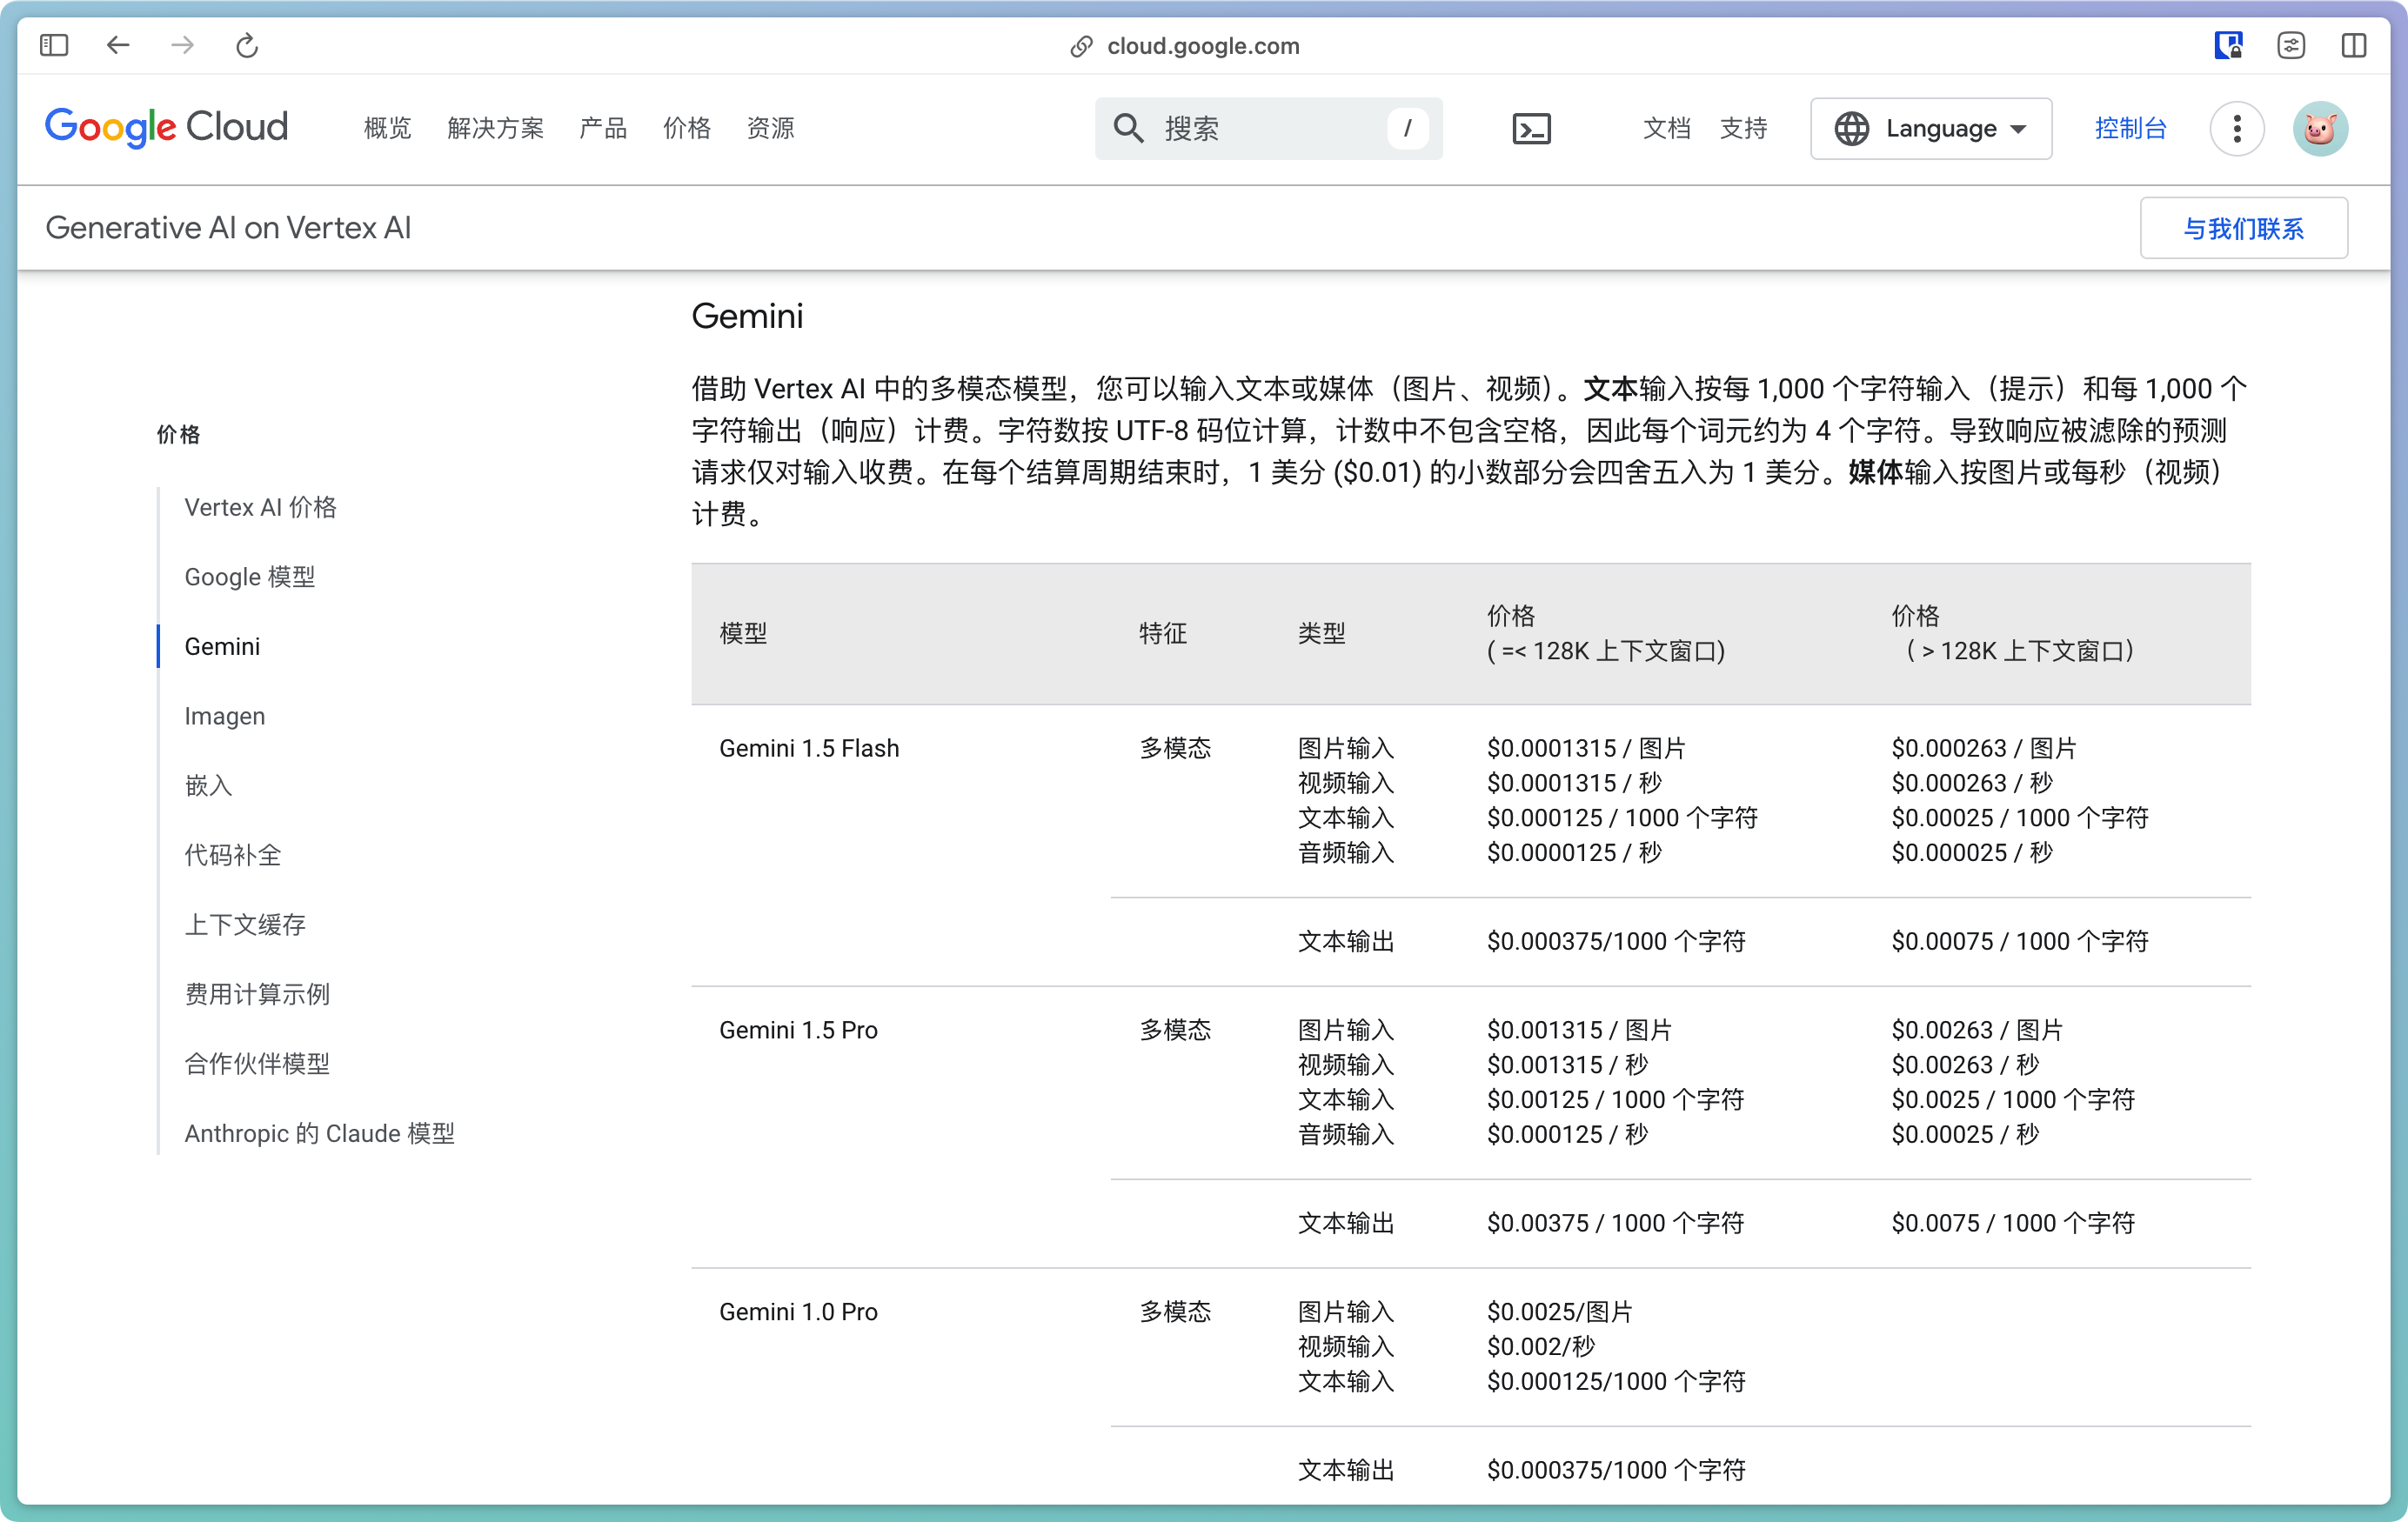 cloud.google.com
Google Cloud
概览 解决方案 产品 价格 资源
搜索 /
文档 支持 Language 控制台
Generative AI on Vertex AI
与我们联系
价格
Vertex AI 价格
Google 模型
Gemini
Imagen
嵌入
代码补全
上下文缓存
费用计算示例
合作伙伴模型
Anthropic 的 Claude 模型
Gemini
借助 Vertex AI 中的多模态模型，您可以输入文本或媒体（图片、视频）。文本输入按每 1,000 个字符输入（提示）和每 1,000 个
字符输出（响应）计费。字符数按 UTF-8 码位计算，计数中不包含空格，因此每个词元约为 4 个字符。导致响应被滤除的预测
请求仅对输入收费。在每个结算周期结束时，1 美分 ($0.01) 的小数部分会四舍五入为 1 美分。媒体输入按图片或每秒（视频）
计费。
模型 特征 类型 价格 ( =< 128K 上下文窗口) 价格 （ > 128K 上下文窗口）
Gemini 1.5 Flash 多模态 图片输入 $0.0001315 / 图片 $0.000263 / 图片
视频输入 $0.0001315 / 秒 $0.000263 / 秒
文本输入 $0.000125 / 1000 个字符 $0.00025 / 1000 个字符
音频输入 $0.0000125 / 秒 $0.000025 / 秒
文本输出 $0.000375/1000 个字符 $0.00075 / 1000 个字符
Gemini 1.5 Pro 多模态 图片输入 $0.001315 / 图片 $0.00263 / 图片
视频输入 $0.001315 / 秒 $0.00263 / 秒
文本输入 $0.00125 / 1000 个字符 $0.0025 / 1000 个字符
音频输入 $0.000125 / 秒 $0.00025 / 秒
文本输出 $0.00375 / 1000 个字符 $0.0075 / 1000 个字符
Gemini 1.0 Pro 多模态 图片输入 $0.0025/图片
视频输入 $0.002/秒
文本输入 $0.000125/1000 个字符
文本输出 $0.000375/1000 个字符